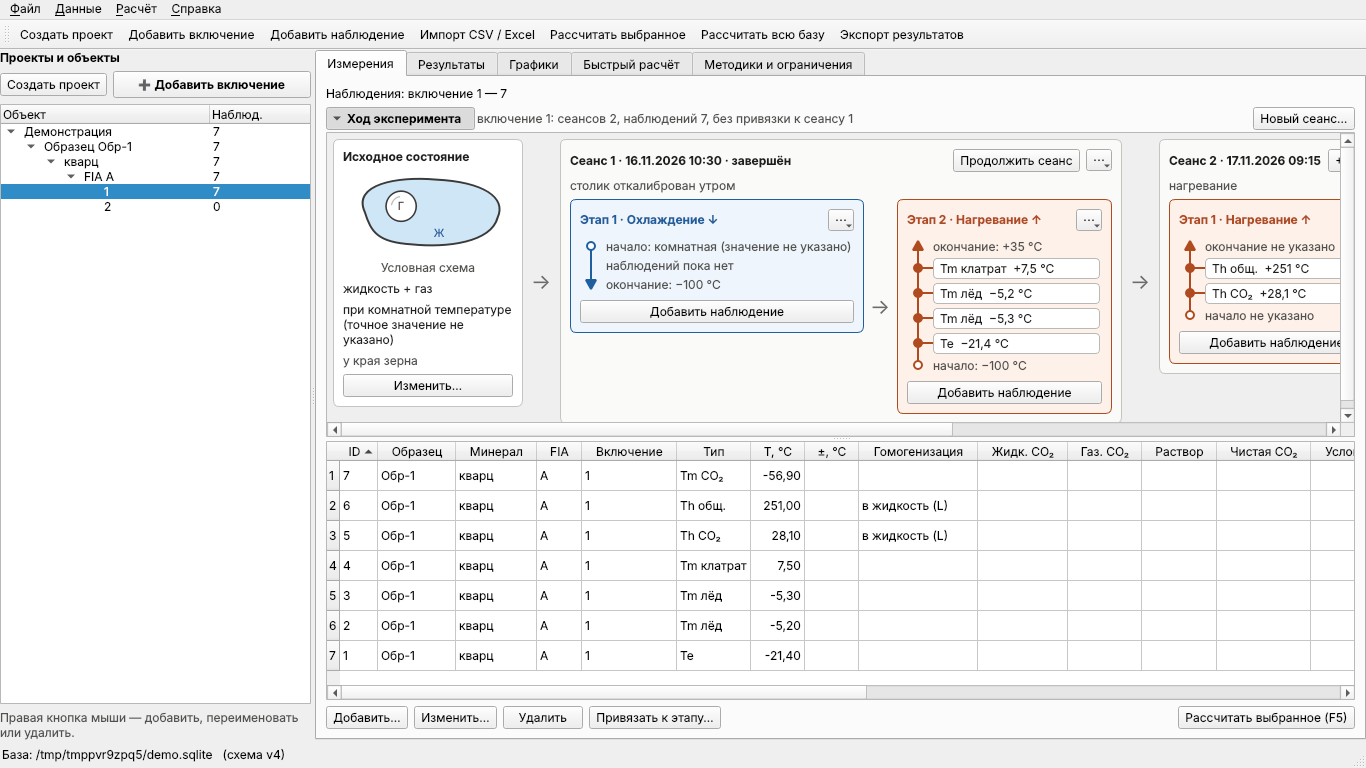 Файл Данные Расчёт Справка
Создать проект Добавить включение Добавить наблюдение Импорт CSV / Excel Рассчитать выбранное Рассчитать всю базу Экспорт результатов
Проекты и объекты
Создать проект ➕ Добавить включение
Объект Наблюд.
Демонстрация 7
Образец Обр-1 7
кварц 7
FIA A 7
1 7
2 0
Правая кнопка мыши — добавить, переименовать
или удалить.
Измерения Результаты Графики Быстрый расчёт Методики и ограничения
Наблюдения: включение 1 — 7
Ход эксперимента включение 1: сеансов 2, наблюдений 7, без привязки к сеансу 1 Новый сеанс...
Исходное состояние
Г
Ж
Условная схема
жидкость + газ
при комнатной температуре
(точное значение не
указано)
у края зерна
Изменить...
→
Сеанс 1 · 16.11.2026 10:30 · завершён Продолжить сеанс ...
столик откалиброван утром
Этап 1 · Охлаждение ↓ ...
начало: комнатная (значение не указано)
наблюдений пока нет
окончание: −100 °C
Добавить наблюдение
→
Этап 2 · Нагревание ↑ ...
окончание: +35 °C
Tm клатрат +7,5 °C
Tm лёд −5,2 °C
Tm лёд −5,3 °C
Te −21,4 °C
начало: −100 °C
Добавить наблюдение
→
Сеанс 2 · 17.11.2026 09:15
нагревание
Этап 1 · Нагревание ↑
окончание не указано
Th общ. +251 °C
Th CO₂ +28,1 °C
начало не указано
Добавить наблюдение
ID Образец Минерал FIA Включение Тип T, °C ±, °C Гомогенизация Жидк. CO₂ Газ. CO₂ Раствор Чистая CO₂ Усло
1 7 Обр-1 кварц A 1 Tm CO₂ -56,90
2 6 Обр-1 кварц A 1 Th общ. 251,00 в жидкость (L)
3 5 Обр-1 кварц A 1 Th CO₂ 28,10 в жидкость (L)
4 4 Обр-1 кварц A 1 Tm клатрат 7,50
5 3 Обр-1 кварц A 1 Tm лёд -5,30
6 2 Обр-1 кварц A 1 Tm лёд -5,20
7 1 Обр-1 кварц A 1 Te -21,40
Добавить... Изменить... Удалить Привязать к этапу... Рассчитать выбранное (F5)
База: /tmp/tmppvr9zpq5/demo.sqlite (схема v4)